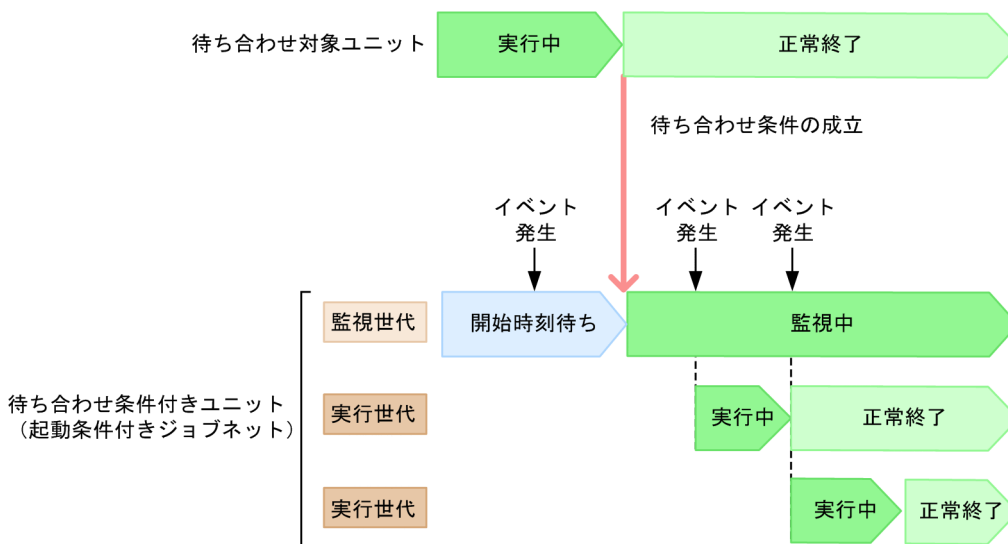 待ち合わせ対象ユニット
実行中
正常終了
待ち合わせ条件の成立
イベント
発生
イベント
発生
イベント
発生
監視世代
開始時刻待ち
監視中
待ち合わせ条件付きユニット
（起動条件付きジョブネット）
実行世代
実行中
正常終了
実行世代
実行中
正常終了